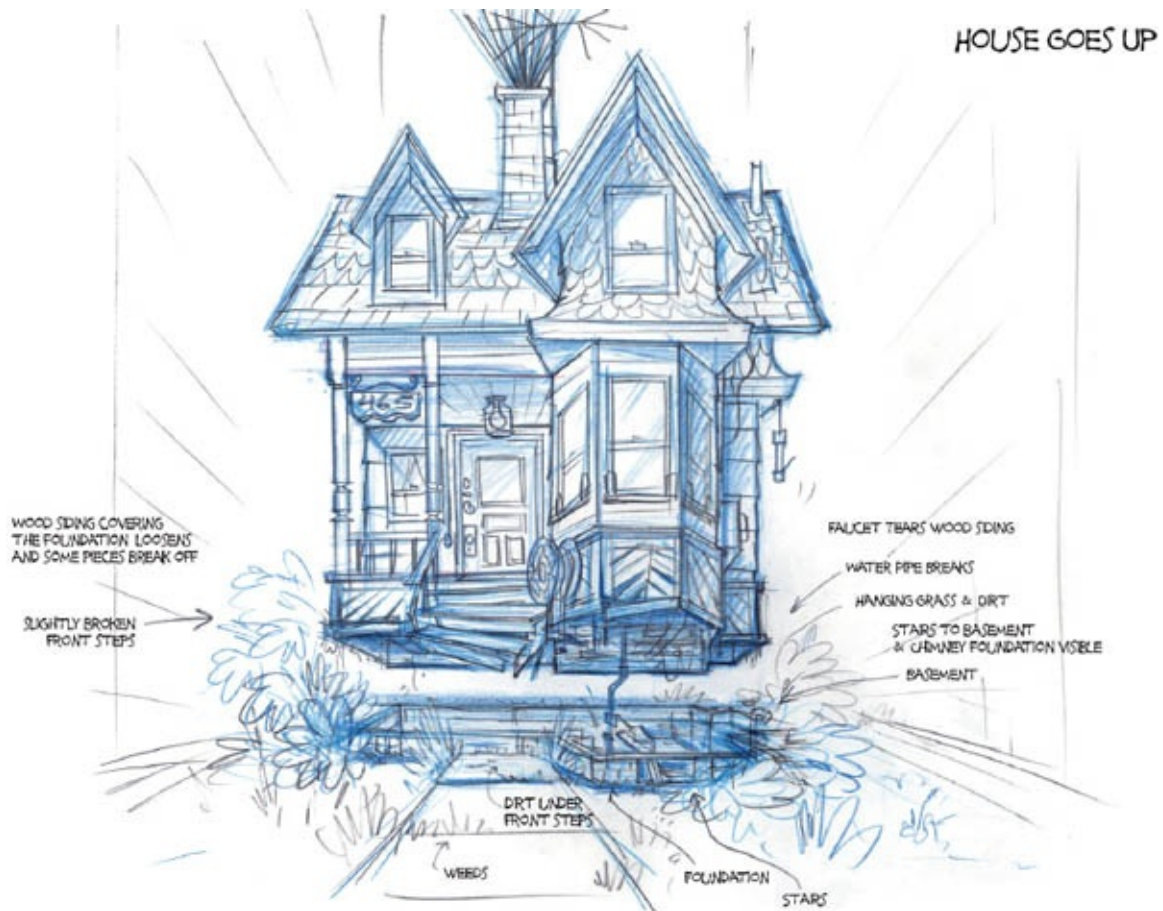 HOUSE GOES UP
465
WOOD SIDING COVERING
THE FOUNDATION LOOSENS
AND SOME PIECES BREAK OFF
SLIGHTLY BROKEN
FRONT STEPS
FAUCET TEARS WOOD SIDING
WATER PIPE BREAKS
HANGING GRASS & DIRT
STAIRS TO BASEMENT
& CHIMNEY FOUNDATION VISIBLE
BASEMENT
DIRT UNDER
FRONT STEPS
WEEDS
FOUNDATION
STARS